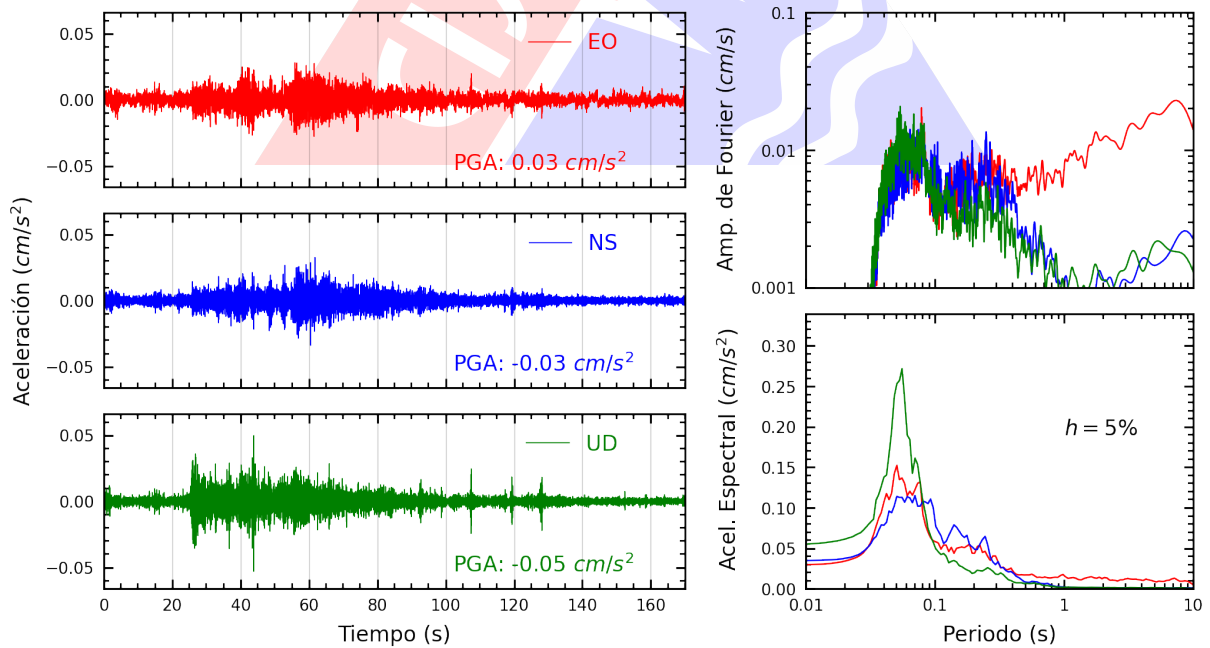 Aceleración (cm/s²)
0.05
0.00
−0.05
EO
PGA: 0.03 cm/s²
0.05
0.00
−0.05
NS
PGA: -0.03 cm/s²
0.05
0.00
−0.05
UD
PGA: -0.05 cm/s²
0 20 40 60 80 100 120 140 160
Tiempo (s)
Amp. de Fourier (cm/s)
0.1
0.01
0.001
Acel. Espectral (cm/s²)
0.30
0.25
0.20
0.15
0.10
0.05
0.00
h = 5%
0.01 0.1 1 10
Periodo (s)